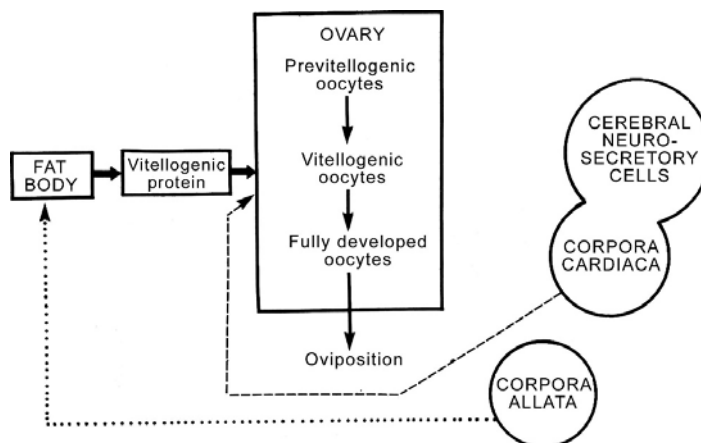 OVARY
Previtellogenic
oocytes
Vitellogenic
oocytes
Fully developed
oocytes
Oviposition
FAT
BODY
Vitellogenic
protein
CEREBRAL
NEURO-
SECRETORY
CELLS
CORPORA
CARDIACA
CORPORA
ALLATA